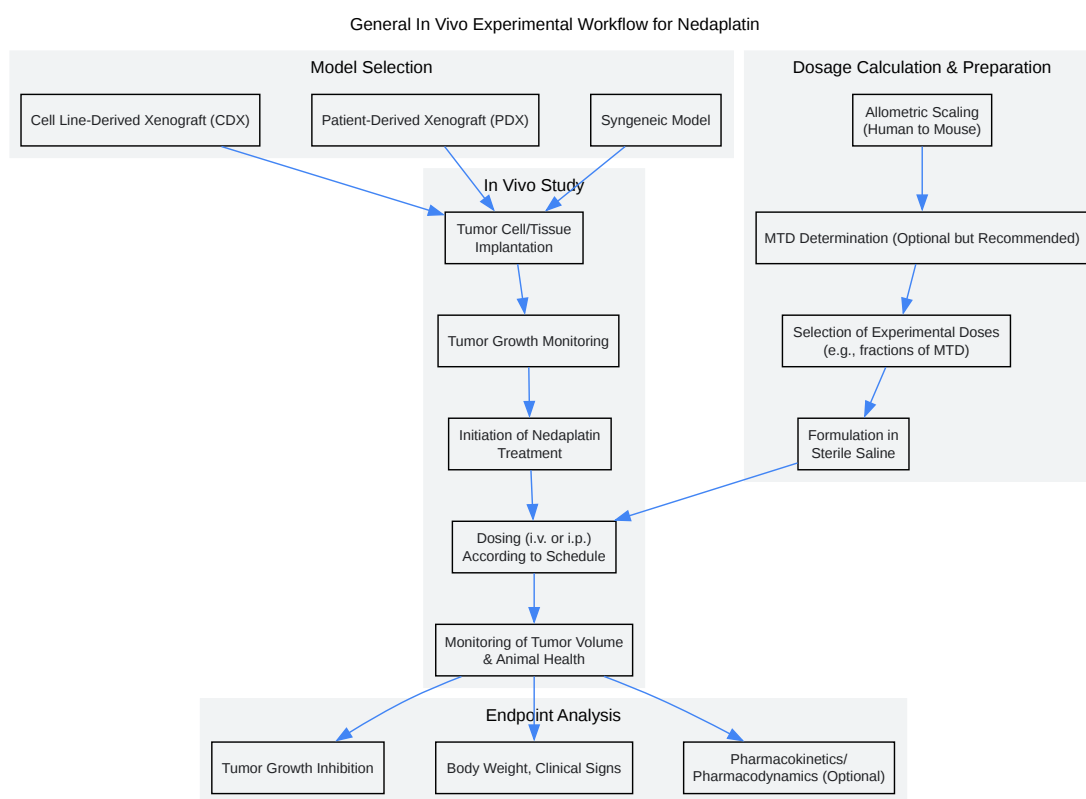 General In Vivo Experimental Workflow for Nedaplatin
Model Selection
Cell Line-Derived Xenograft (CDX)
Patient-Derived Xenograft (PDX)
Syngeneic Model
Dosage Calculation & Preparation
Allometric Scaling
(Human to Mouse)
MTD Determination (Optional but Recommended)
Selection of Experimental Doses
(e.g., fractions of MTD)
Formulation in
Sterile Saline
In Vivo Study
Tumor Cell/Tissue
Implantation
Tumor Growth Monitoring
Initiation of Nedaplatin
Treatment
Dosing (i.v. or i.p.)
According to Schedule
Monitoring of Tumor Volume
& Animal Health
Endpoint Analysis
Tumor Growth Inhibition
Body Weight, Clinical Signs
Pharmacokinetics/
Pharmacodynamics (Optional)